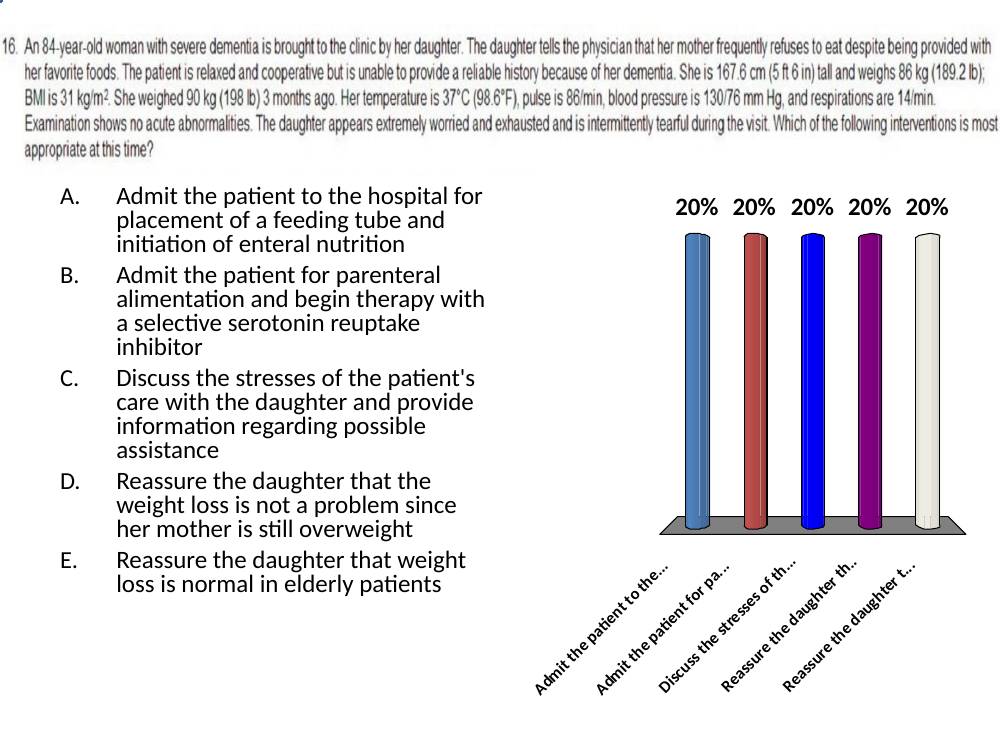 16. An 84-year-old woman with severe dementia is brought to the clinic by her daughter. The daughter tells the physician that her mother frequently refuses to eat despite being provided with
her favorite foods. The patient is relaxed and cooperative but is unable to provide a reliable history because of her dementia. She is 167.6 cm (5 ft 6 in) tall and weighs 86 kg (189.2 lb);
BMI is 31 kg/m². She weighed 90 kg (198 lb) 3 months ago. Her temperature is 37°C (98.6°F), pulse is 86/min, blood pressure is 130/76 mm Hg, and respirations are 14/min.
Examination shows no acute abnormalities. The daughter appears extremely worried and exhausted and is intermittently tearful during the visit. Which of the following interventions is most
appropriate at this time?
A. Admit the patient to the hospital for
placement of a feeding tube and
initiation of enteral nutrition
B. Admit the patient for parenteral
alimentation and begin therapy with
a selective serotonin reuptake
inhibitor
C. Discuss the stresses of the patient's
care with the daughter and provide
information regarding possible
assistance
D. Reassure the daughter that the
weight loss is not a problem since
her mother is still overweight
E. Reassure the daughter that weight
loss is normal in elderly patients
20% 20% 20% 20% 20%
Admit the patient to the...
Admit the patient for pa...
Discuss the stresses of th...
Reassure the daughter th..
Reassure the daughter t...